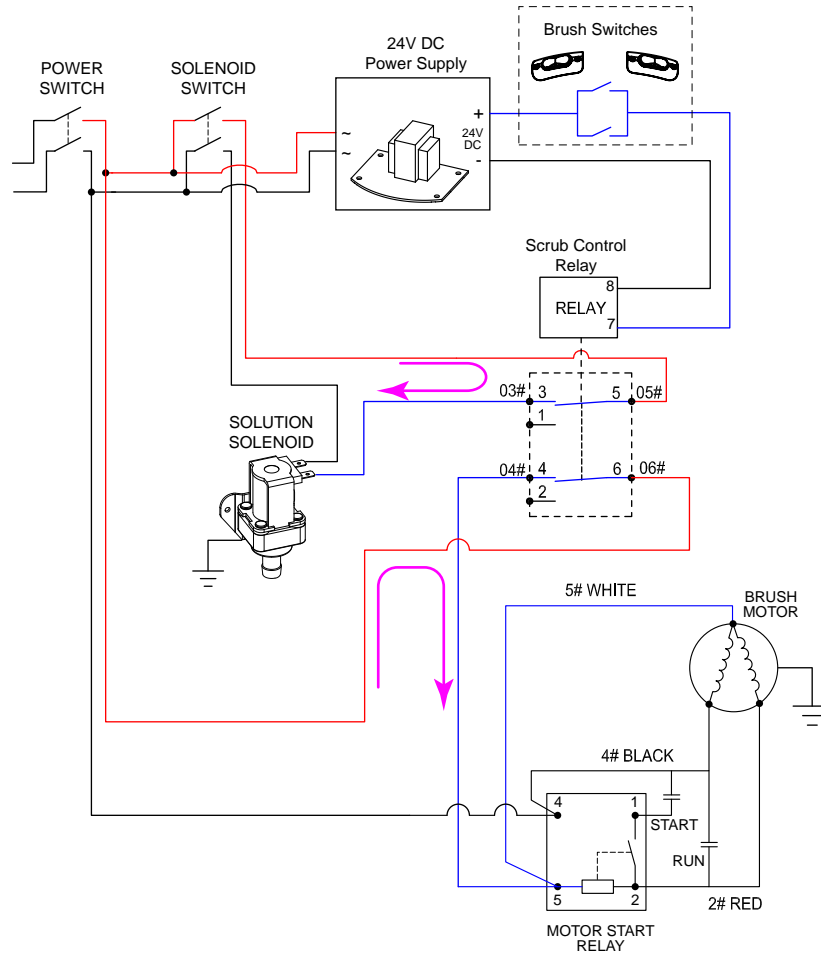 POWER
SWITCH
SOLENOID
SWITCH
24V DC
Power Supply
Brush Switches
~
~
+
24V
DC
-
Scrub Control
Relay
RELAY
8
7
03#
3
5
05#
1
04#
4
6
06#
2
SOLUTION
SOLENOID
5# WHITE
BRUSH
MOTOR
4# BLACK
4
1
START
RUN
5
2
2# RED
MOTOR START
RELAY